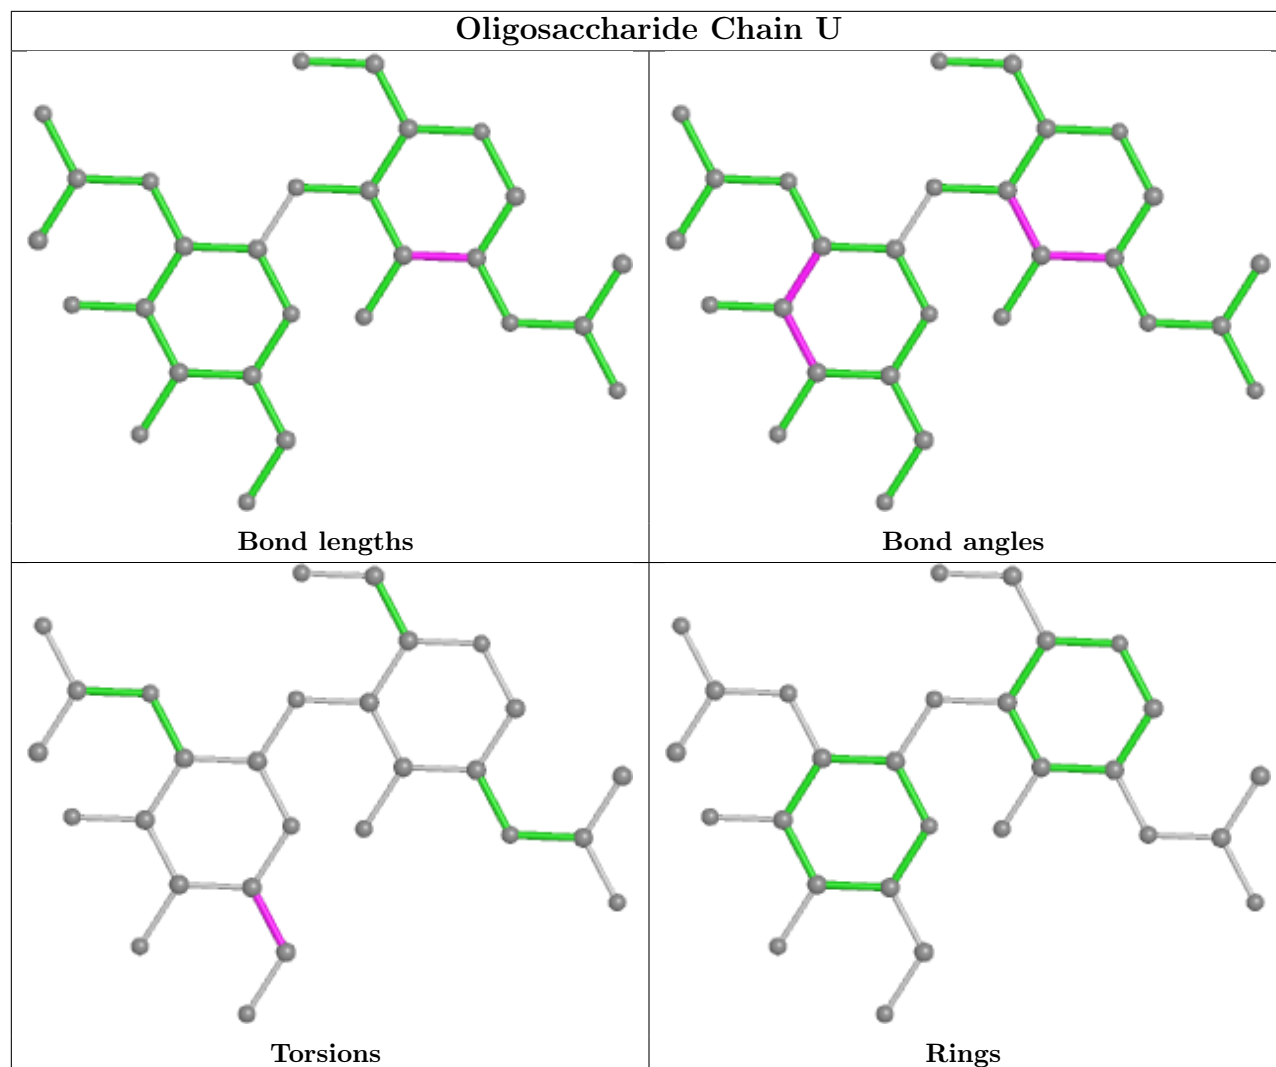 Oligosaccharide Chain U
Bond lengths
Bond angles
Torsions
Rings